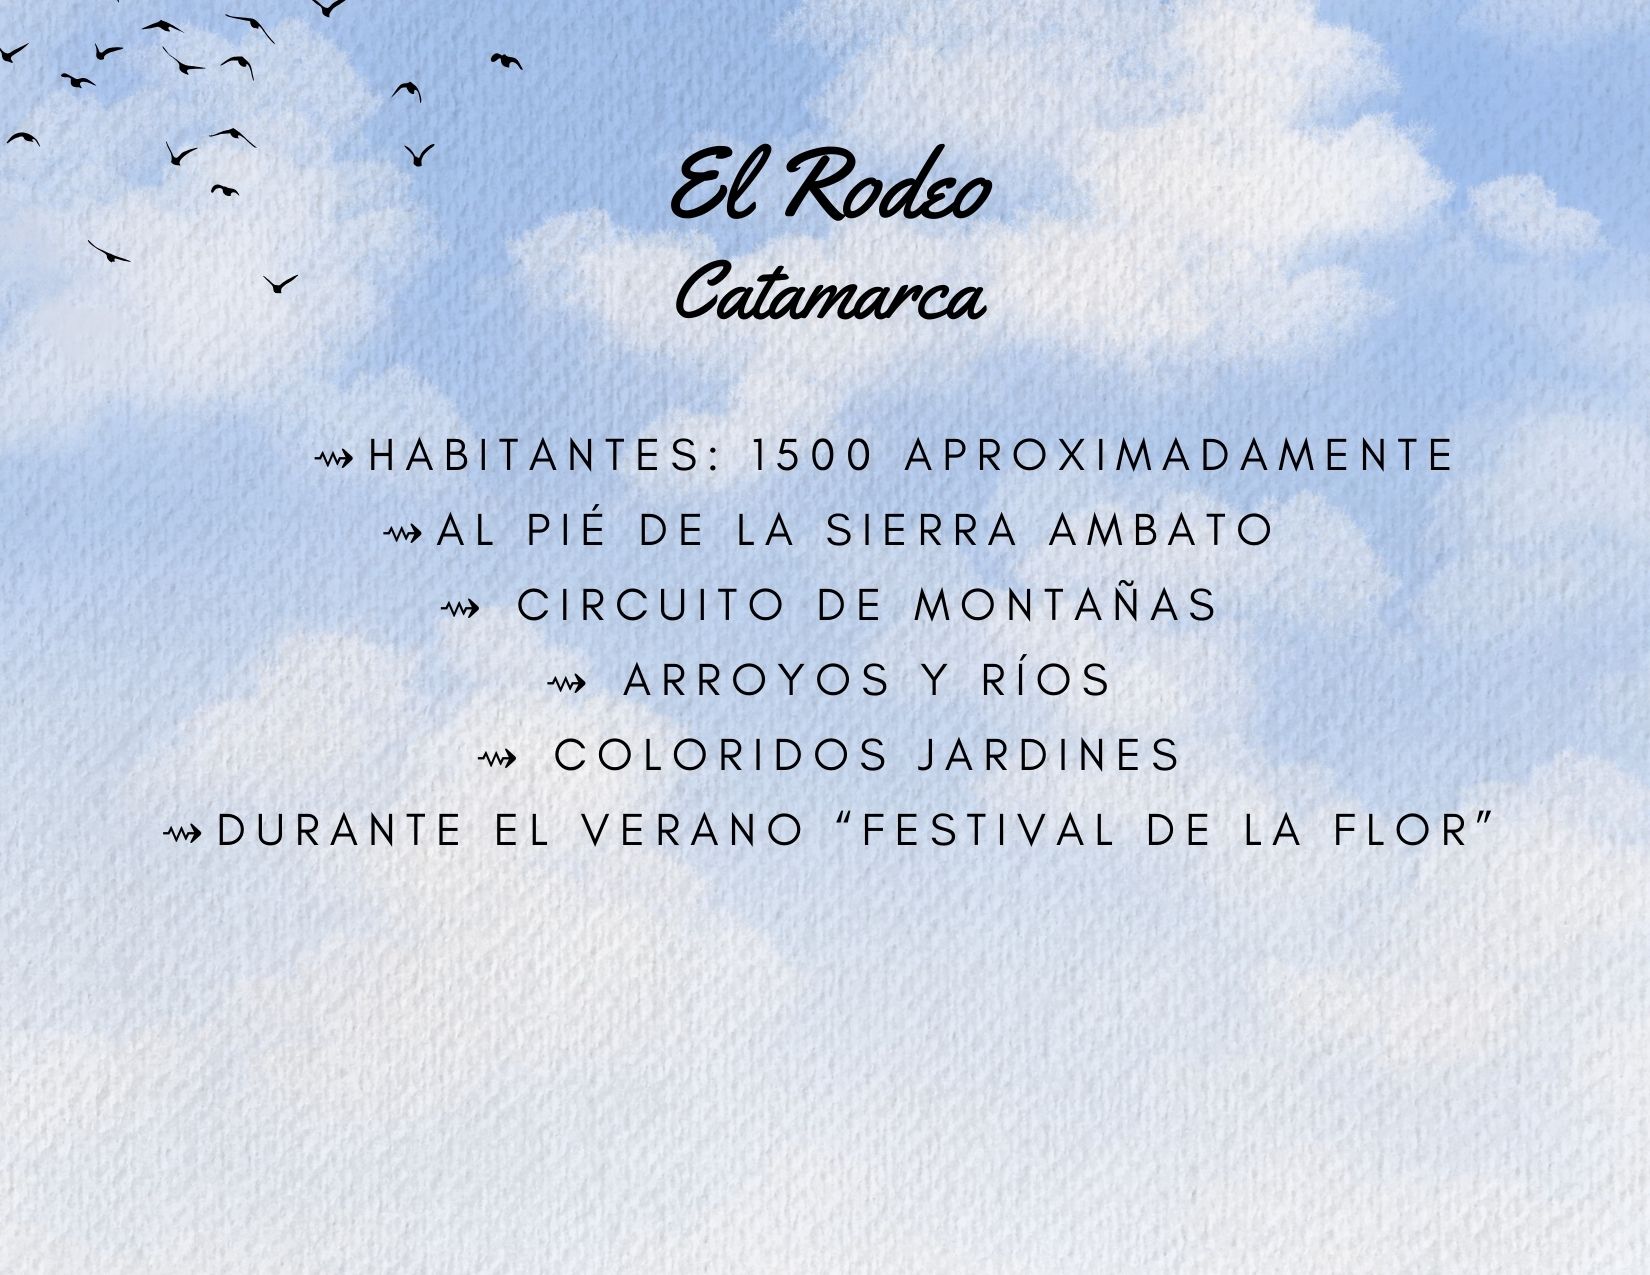 El Rodeo
Catamarca
⇝HABITANTES: 1500 APROXIMADAMENTE
⇝AL PIÉ DE LA SIERRA AMBATO
⇝ CIRCUITO DE MONTAÑAS
⇝ ARROYOS Y RÍOS
⇝ COLORIDOS JARDINES
⇝DURANTE EL VERANO “FESTIVAL DE LA FLOR”